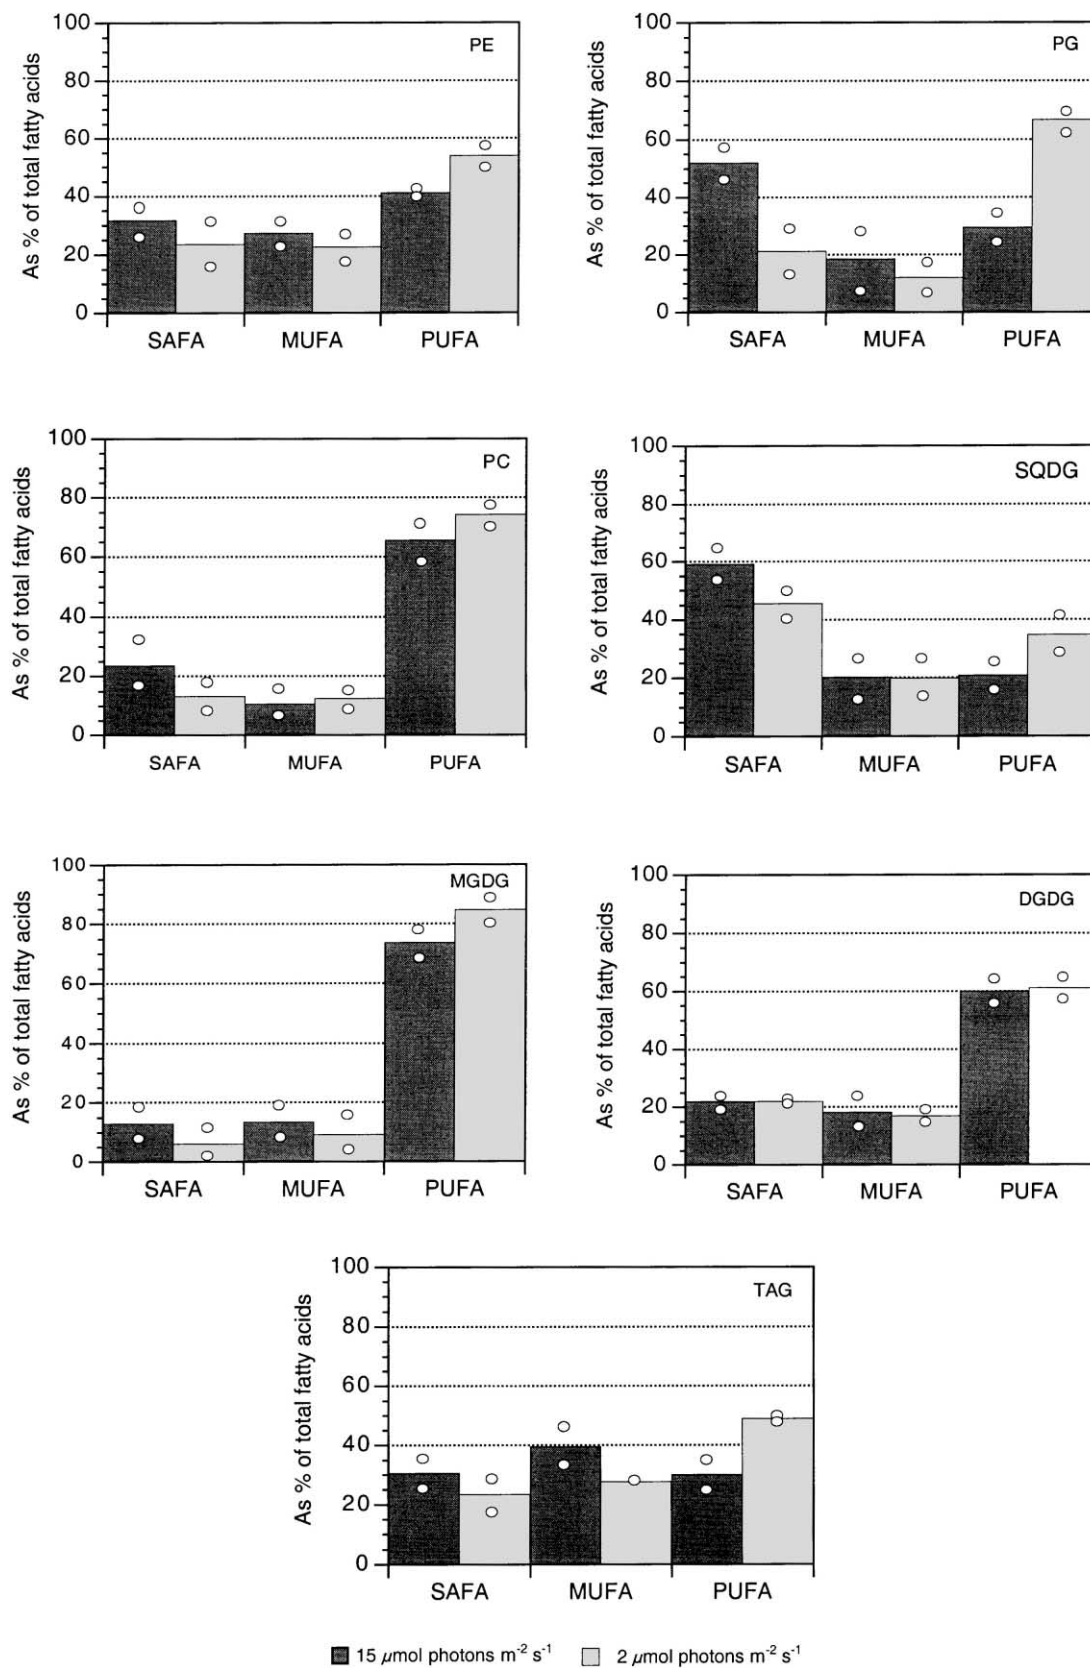 As % of total fatty acids
100
80
60
40
20
0
PE
SAFA MUFA PUFA
As % of total fatty acids
100
80
60
40
20
0
PG
SAFA MUFA PUFA
As % of total fatty acids
100
80
60
40
20
0
PC
SAFA MUFA PUFA
As % of total fatty acids
100
80
60
40
20
0
SQDG
SAFA MUFA PUFA
As % of total fatty acids
100
80
60
40
20
0
MGDG
SAFA MUFA PUFA
As % of total fatty acids
100
80
60
40
20
0
DGDG
SAFA MUFA PUFA
As % of total fatty acids
100
80
60
40
20
0
TAG
SAFA MUFA PUFA
15 µmol photons m⁻² s⁻¹ 2 µmol photons m⁻² s⁻¹